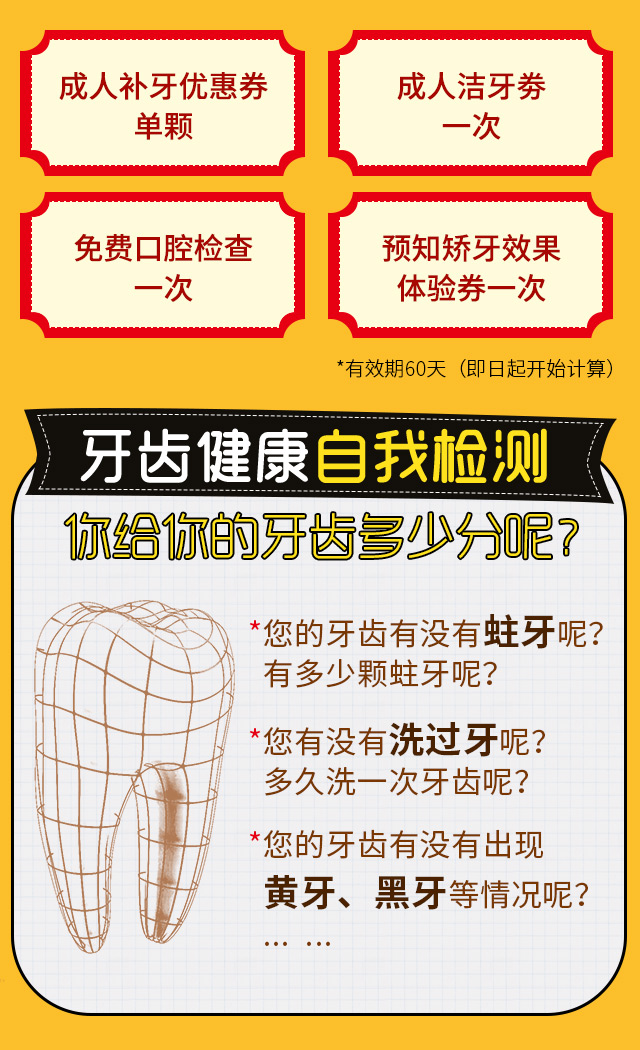 成人补牙优惠券
单颗
成人洁牙劵
一次
免费口腔检查
一次
预知矫牙效果
体验券一次
*有效期60天（即日起开始计算）
牙齿健康自我检测
你给你的牙齿多少分呢?
*您的牙齿有没有蛀牙呢?
有多少颗蛀牙呢?
*您有没有洗过牙呢?
多久洗一次牙齿呢?
*您的牙齿有没有出现
黄牙、黑牙等情况呢?
… …